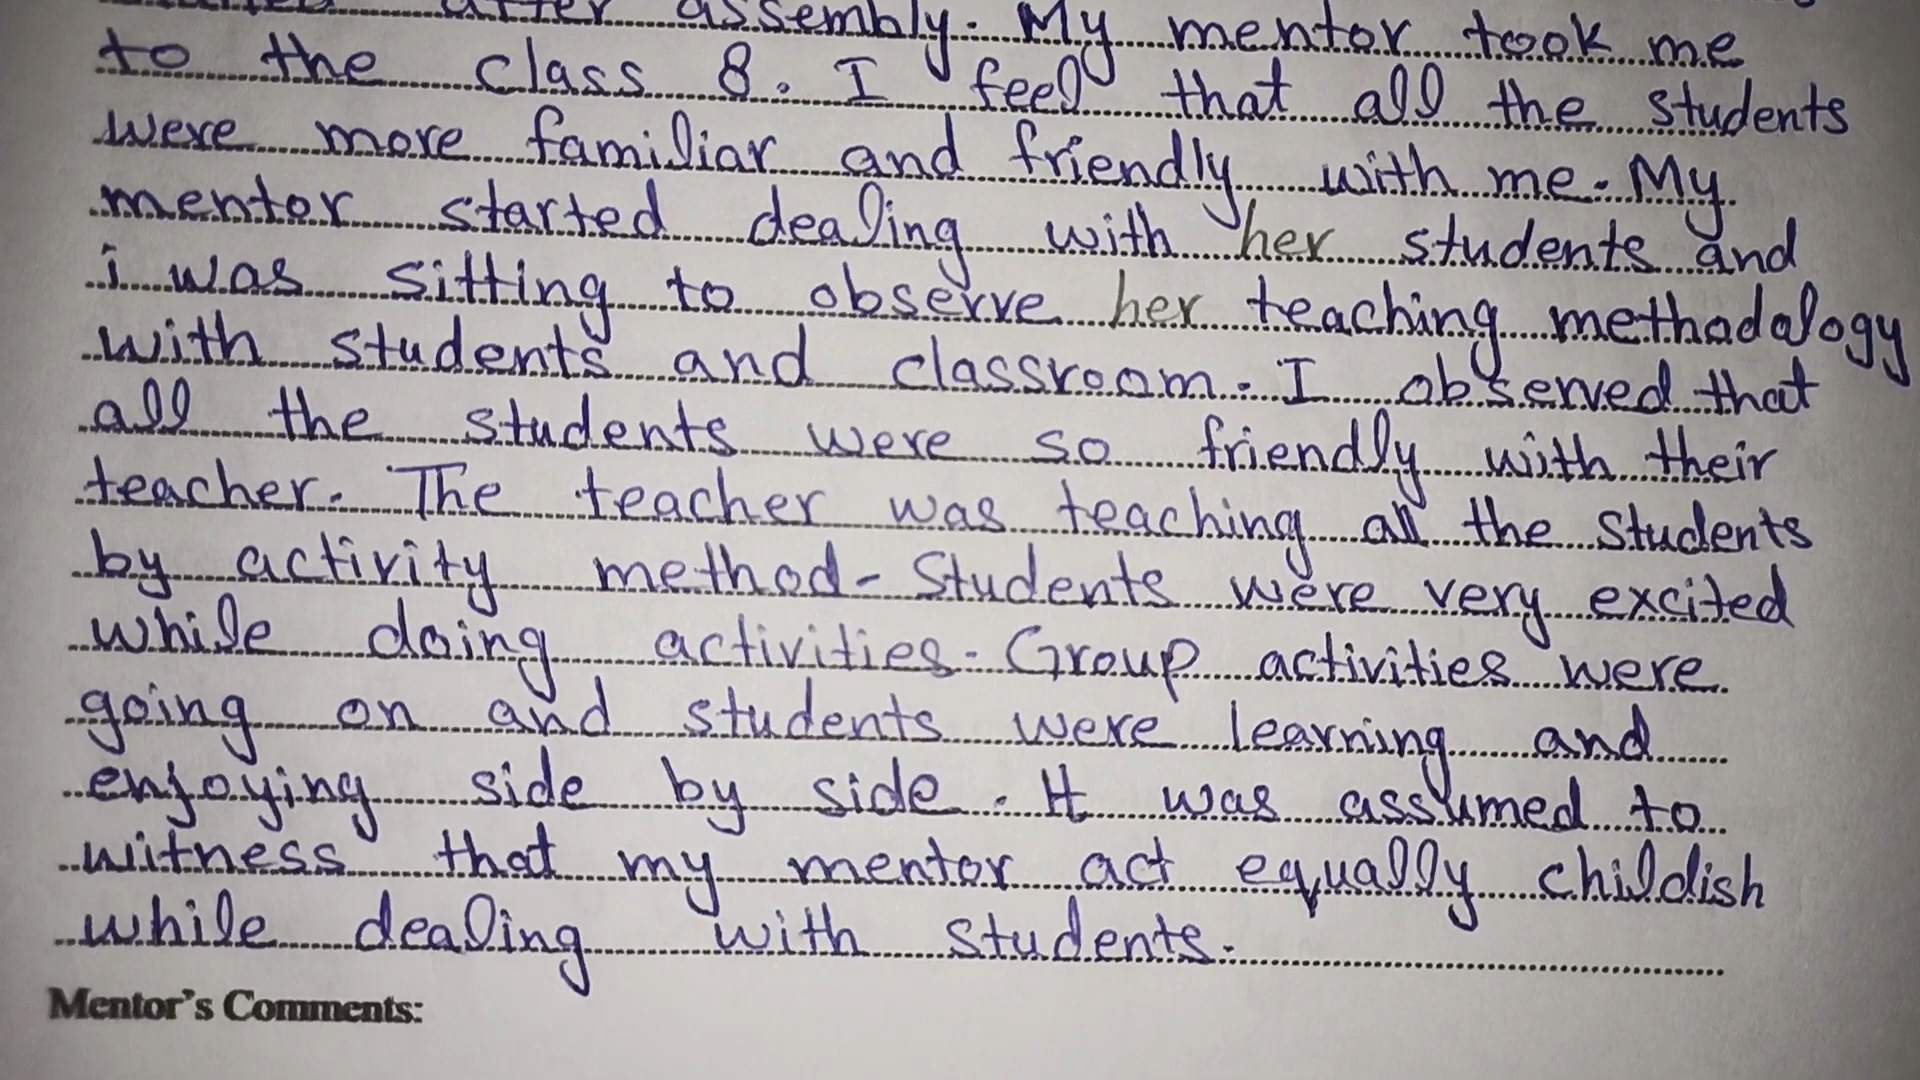 after assembly. My mentor took me
to the class 8. I feel that all the students
were more familiar and friendly with me. My
mentor started dealing with her students and
i was sitting to observe her teaching methadology
with students and classroom. I observed that
all the students were so friendly with their
teacher. The teacher was teaching all the students
by activity method- Students were very excited
while doing activities. Group activities were
going on and students were learning and
enjoying side by side. It was assumed to
witness that my mentor act equally childish
while dealing with students.
Mentor's Comments: